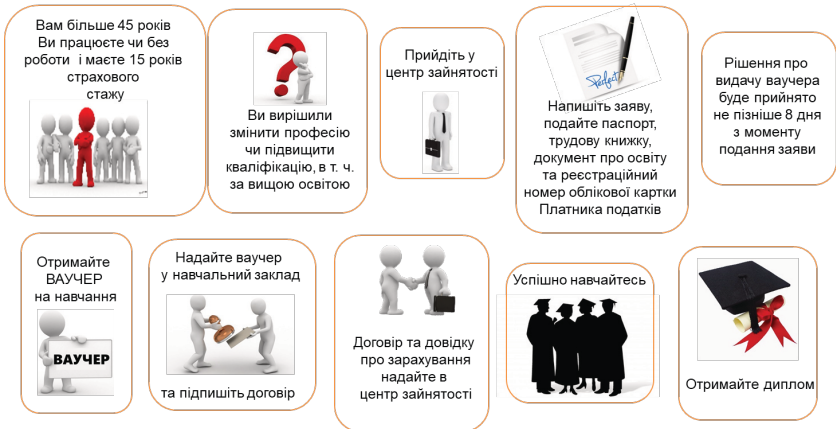 Вам більше 45 років
Ви працюєте чи без
роботи і маєте 15 років
страхового
стажу
Ви вирішили
змінити професію
чи підвищити
кваліфікацію, в т. ч.
за вищою освітою
Прийдіть у
центр зайнятості
Perfect
Напишіть заяву,
подайте паспорт,
трудову книжку,
документ про освіту
та реєстраційний
номер облікової картки
Платника податків
Рішення про
видачу ваучера
буде прийнято
не пізніше 8 дня
з моменту
подання заяви
Отримайте
ВАУЧЕР
на навчання
ВАУЧЕР
Надайте ваучер
у навчальний заклад
та підпишіть договір
Договір та довідку
про зарахування
надайте в
центр зайнятості
Успішно навчайтесь
Отримайте диплом